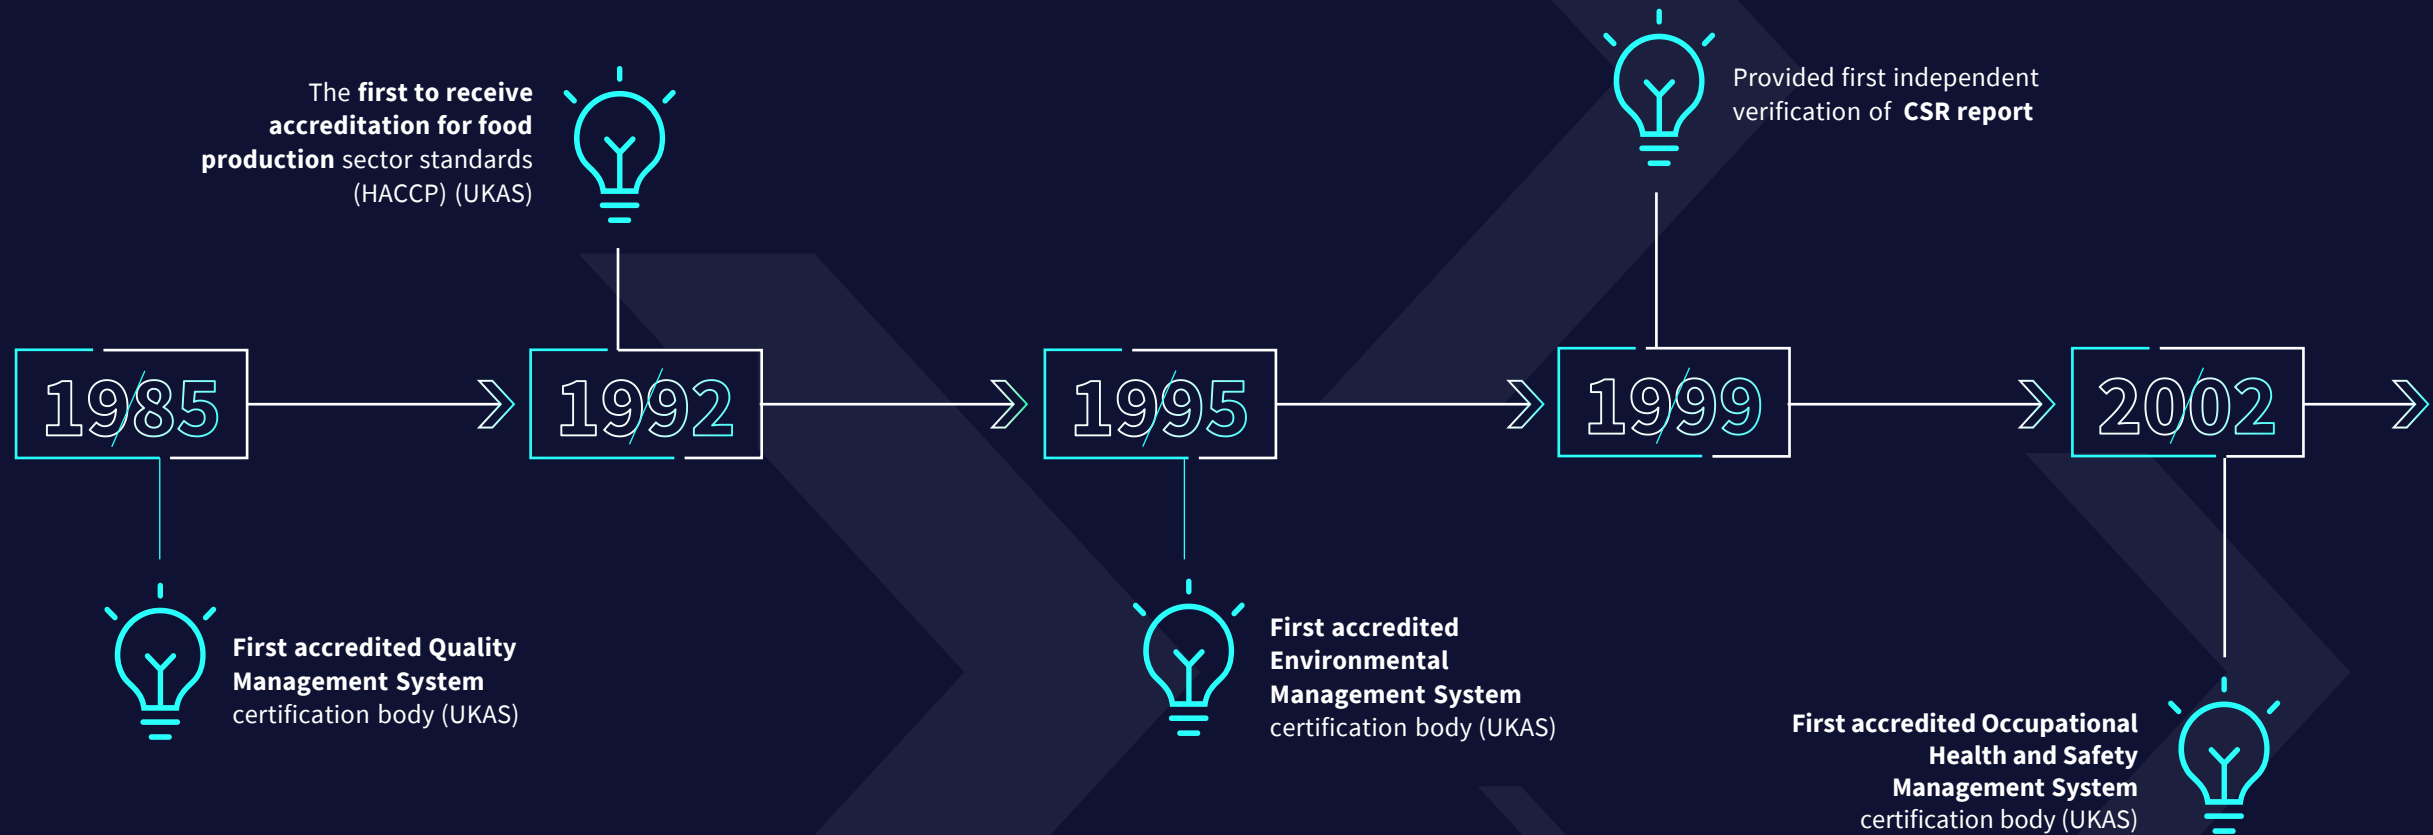 The first to receive
accreditation for food
production sector standards
(HACCP) (UKAS)
Provided first independent
verification of CSR report
1985
1992
1995
1999
2002
First accredited Quality
Management System
certification body (UKAS)
First accredited
Environmental
Management System
certification body (UKAS)
First accredited Occupational
Health and Safety
Management System
certification body (UKAS)